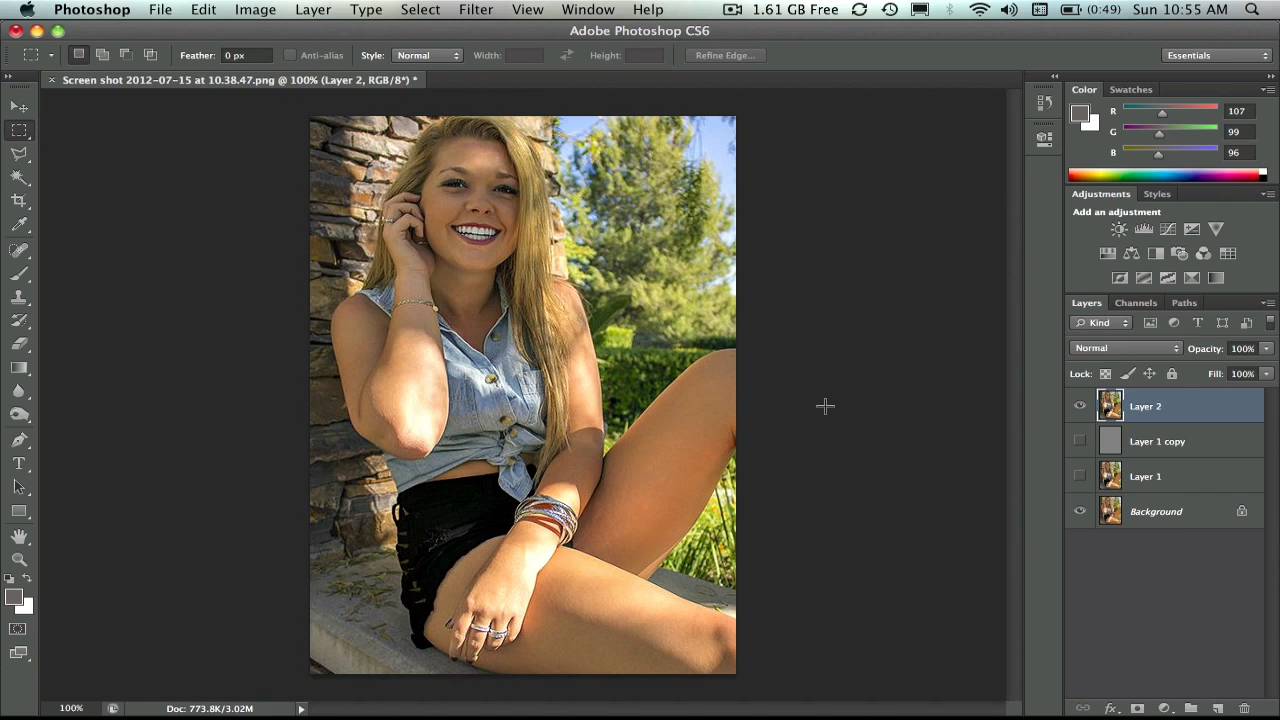 Photoshop File Edit Image Layer Type Select Filter View Window Help 1.61 GB Free (0:49) Sun 10:55 AM
Adobe Photoshop CS6
Feather: 0 px Anti-alias Style: Normal Width: Height: Refine Edge... Essentials
Screen shot 2012-07-15 at 10.38.47.png @ 100% (Layer 2, RGB/8*) *
Color Swatches
R 107
G 99
B 96
Adjustments Styles
Add an adjustment
Layers Channels Paths
Kind
Normal Opacity: 100%
Lock: Fill: 100%
Layer 2
Layer 1 copy
Layer 1
Background
100% Doc: 773.8K/3.02M